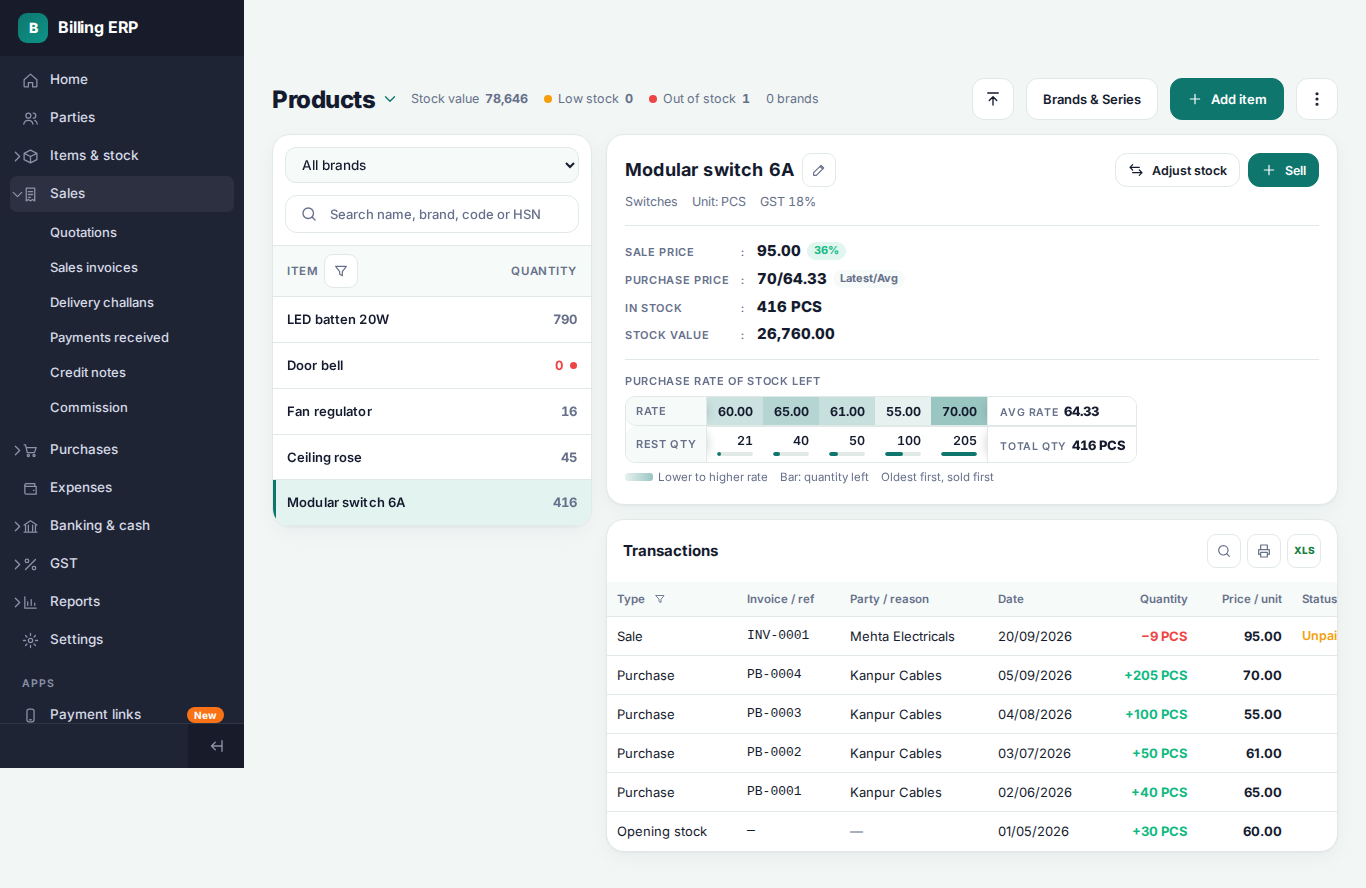 B Billing ERP
Home
Parties
Items & stock
Sales
Quotations
Sales invoices
Delivery challans
Payments received
Credit notes
Commission
Purchases
Expenses
Banking & cash
GST
Reports
Settings
APPS
Payment links New
Products Stock value 78,646 Low stock 0 Out of stock 1 0 brands
Brands & Series
+ Add item
All brands
Search name, brand, code or HSN
ITEM QUANTITY
LED batten 20W 790
Door bell 0
Fan regulator 16
Ceiling rose 45
Modular switch 6A 416
Modular switch 6A
Adjust stock
+ Sell
Switches Unit: PCS GST 18%
SALE PRICE : 95.00 36%
PURCHASE PRICE : 70/64.33 Latest/Avg
IN STOCK : 416 PCS
STOCK VALUE : 26,760.00
PURCHASE RATE OF STOCK LEFT
RATE 60.00 65.00 61.00 55.00 70.00 AVG RATE 64.33
REST QTY 21 40 50 100 205 TOTAL QTY 416 PCS
Lower to higher rate Bar: quantity left Oldest first, sold first
Transactions
XLS
Type Invoice / ref Party / reason Date Quantity Price / unit Status
Sale INV-0001 Mehta Electricals 20/09/2026 −9 PCS 95.00 Unpai
Purchase PB-0004 Kanpur Cables 05/09/2026 +205 PCS 70.00
Purchase PB-0003 Kanpur Cables 04/08/2026 +100 PCS 55.00
Purchase PB-0002 Kanpur Cables 03/07/2026 +50 PCS 61.00
Purchase PB-0001 Kanpur Cables 02/06/2026 +40 PCS 65.00
Opening stock — — 01/05/2026 +30 PCS 60.00